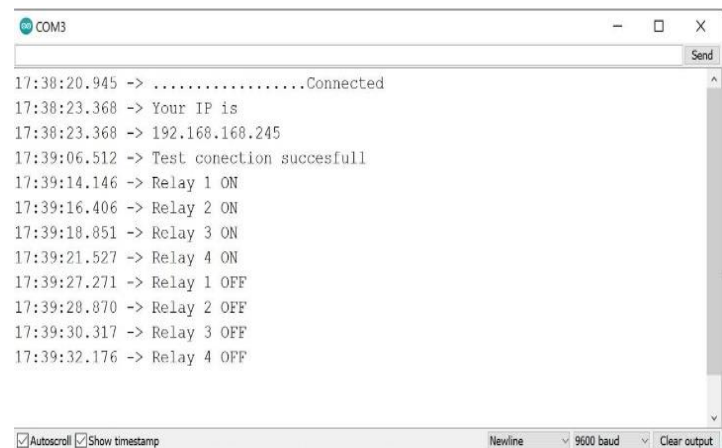 COM3
Send
17:38:20.945 -> ..................Connected
17:38:23.368 -> Your IP is
17:38:23.368 -> 192.168.168.245
17:39:06.512 -> Test conection succesfull
17:39:14.146 -> Relay 1 ON
17:39:16.406 -> Relay 2 ON
17:39:18.851 -> Relay 3 ON
17:39:21.527 -> Relay 4 ON
17:39:27.271 -> Relay 1 OFF
17:39:28.870 -> Relay 2 OFF
17:39:30.317 -> Relay 3 OFF
17:39:32.176 -> Relay 4 OFF
Autoscroll Show timestamp Newline 9600 baud Clear output